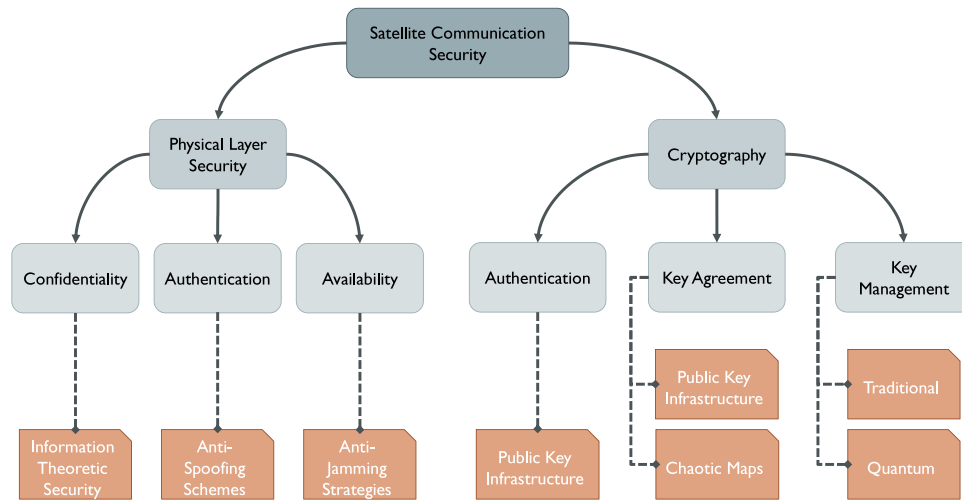 Satellite Communication
Security
Physical Layer
Security
Cryptography
Confidentiality
Authentication
Availability
Authentication
Key Agreement
Key
Management
Public Key
Infrastructure
Traditional
Information
Theoretic
Security
Anti-
Spoofing
Schemes
Anti-
Jamming
Strategies
Public Key
Infrastructure
Chaotic Maps
Quantum